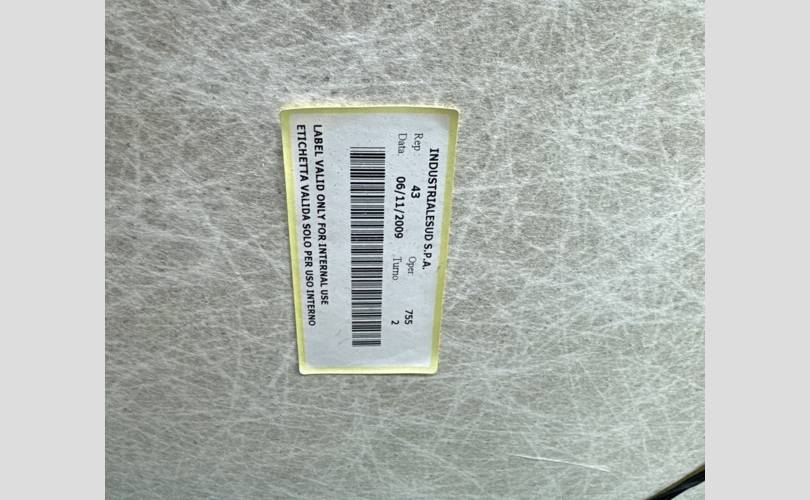 INDUSTRIALESUD S.P.A.
Rep 43 Oper 755
Data 06/11/2009 Turno 2
LABEL VALID ONLY FOR INTERNAL USE
ETICHETTA VALIDA SOLO PER USO INTERNO